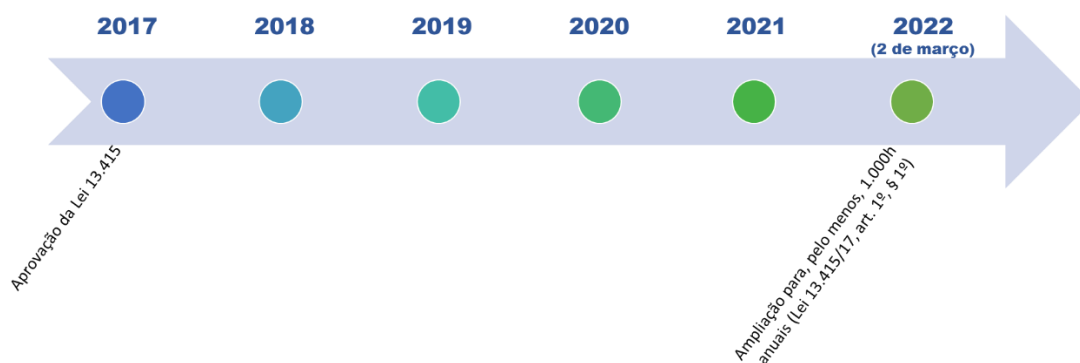 2017
2018
2019
2020
2021
2022
(2 de março)
Aprovação da Lei 13.415
Ampliação para, pelo menos, 1.000h
anuais (Lei 13.415/17, art. 1º, § 1º)